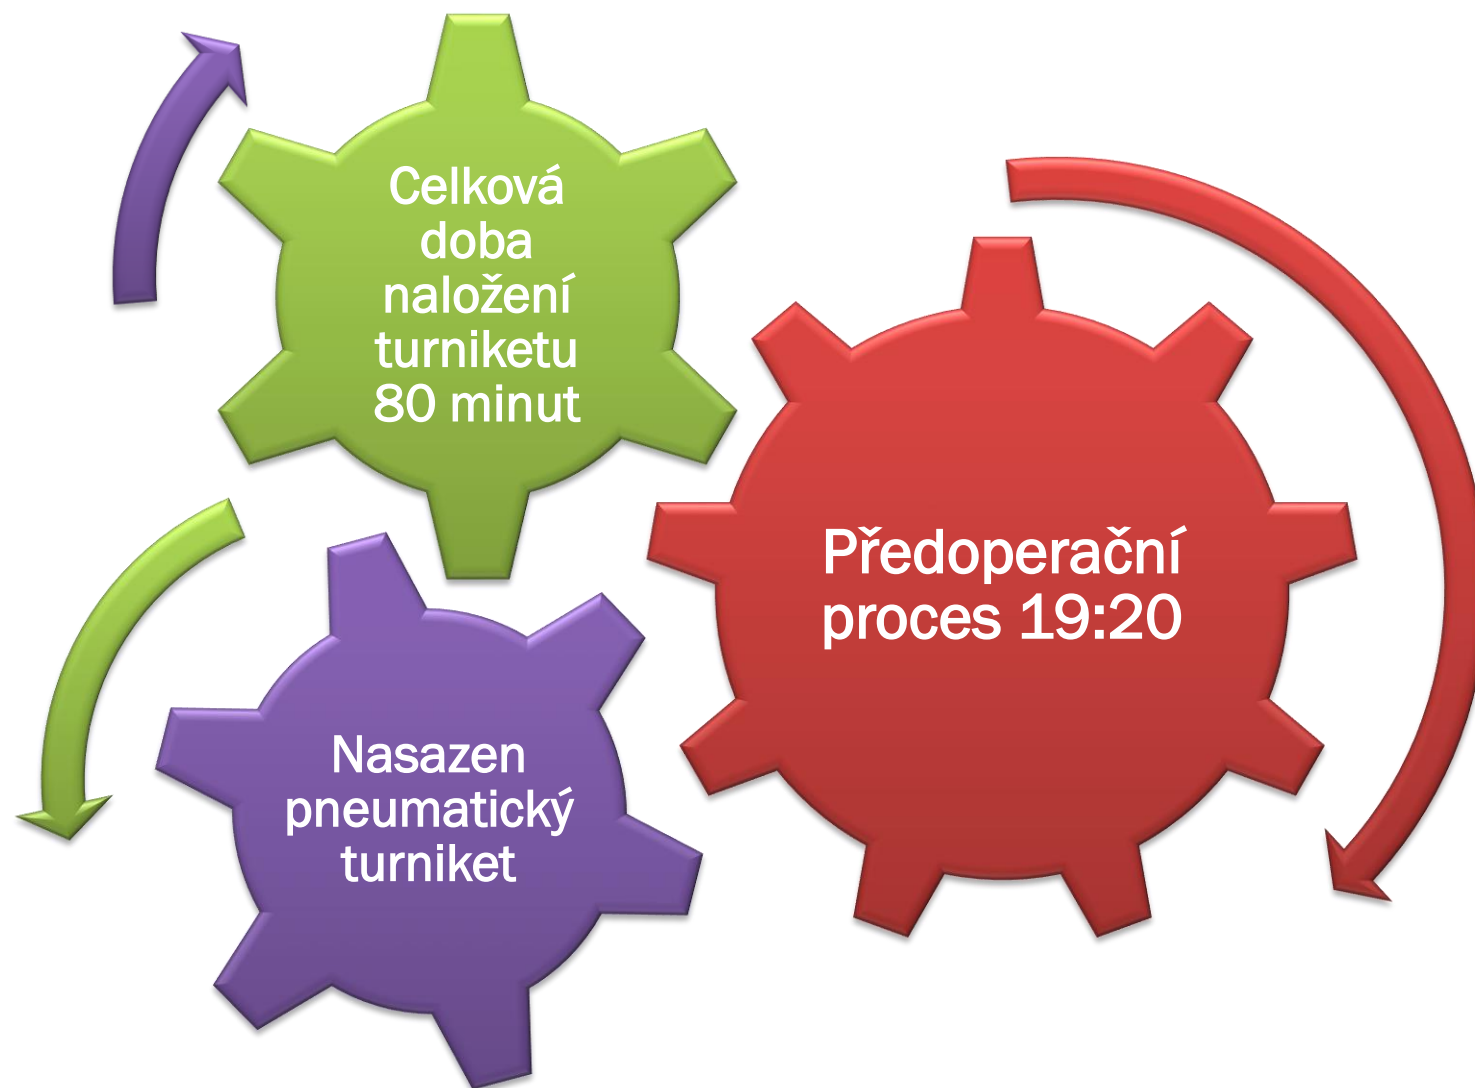 Celková
doba
naložení
turniketu
80 minut
Předoperační
proces 19:20
Nasazen
pneumatický
turniket